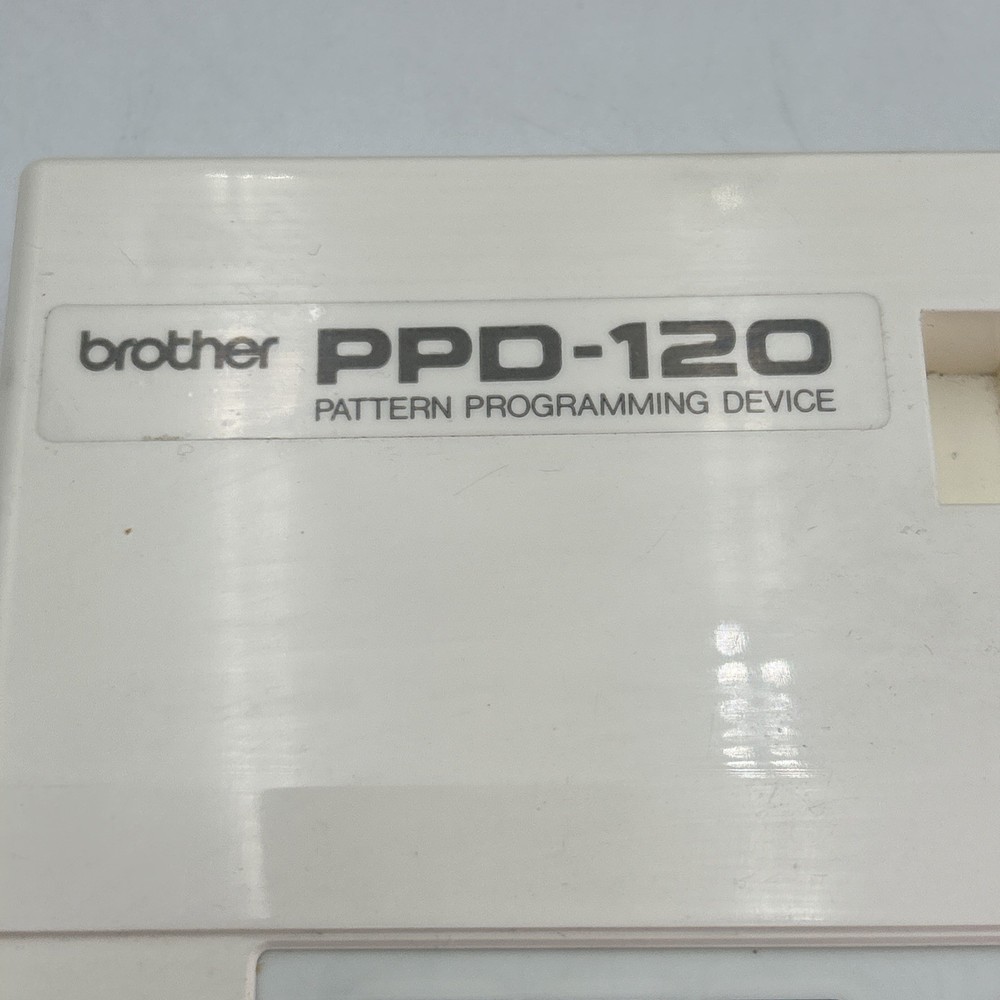 brother PPD-120
PATTERN PROGRAMMING DEVICE